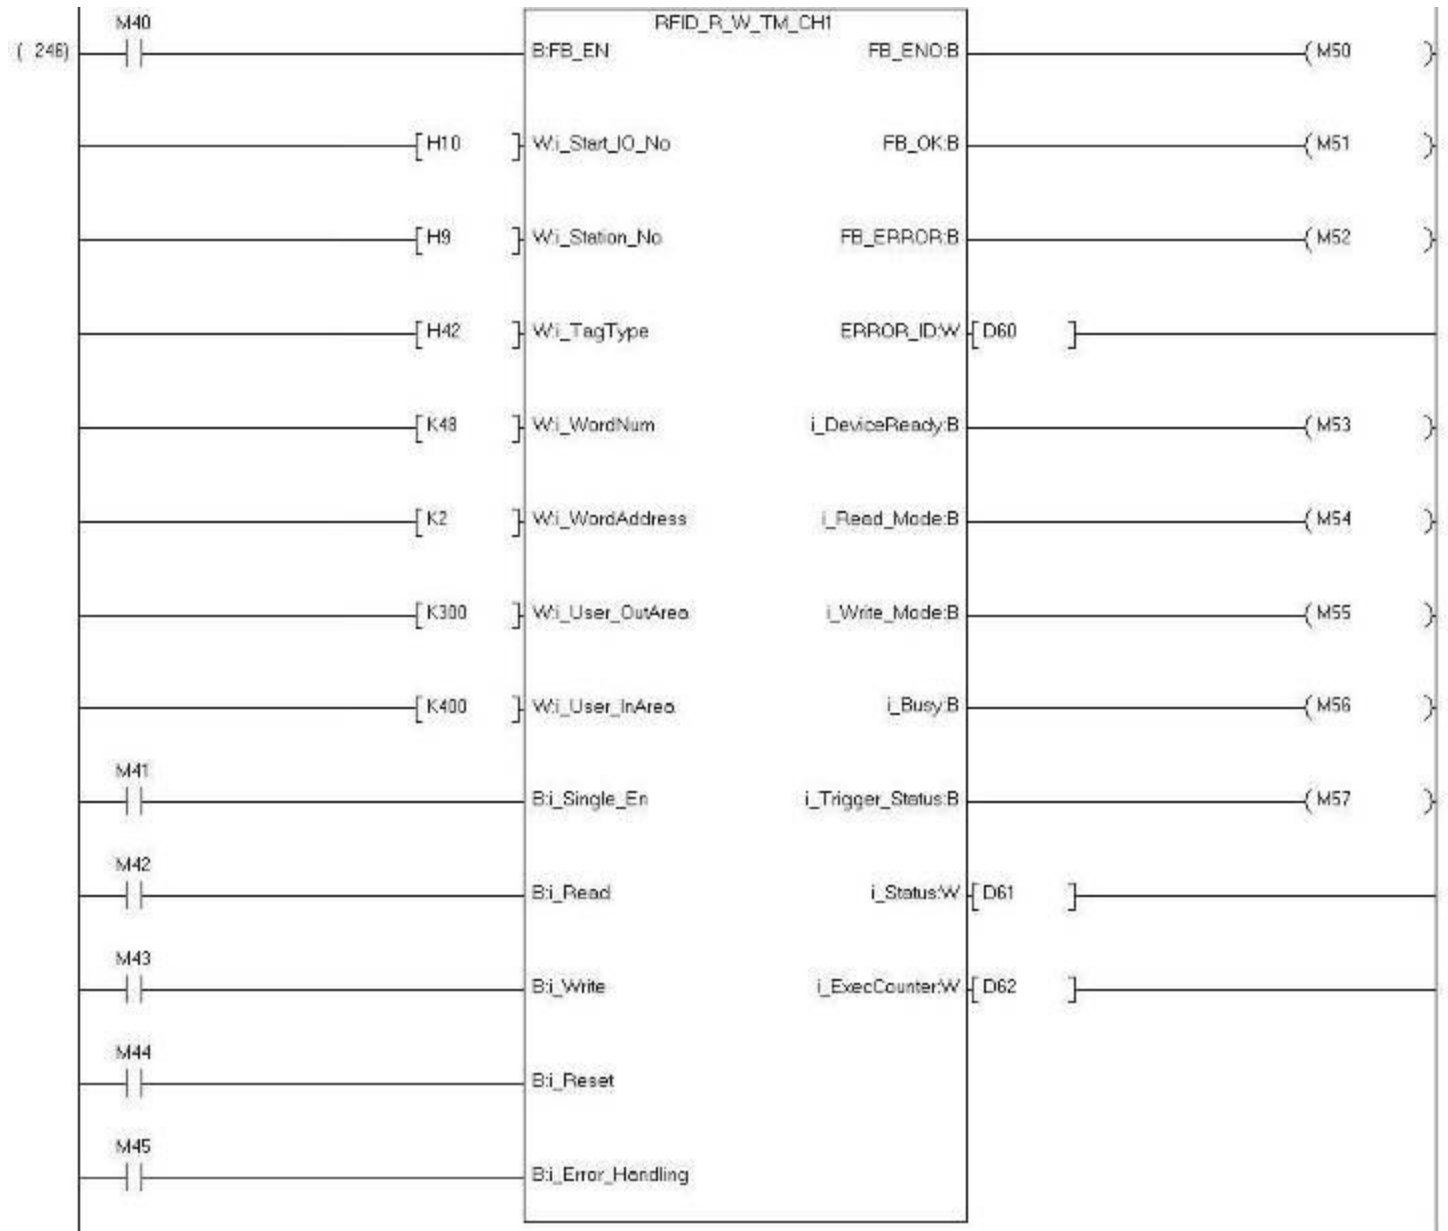 M40 RFID_R_W_TM_CH1
( 246) B:FB_EN FB_ENO:B ( M50 )
[ H10 ] W:i_Start_IO_No FB_OK:B ( M51 )
[ H9 ] W:i_Station_No FB_ERROR:B ( M52 )
[ H42 ] W:i_TagType ERROR_ID:W [ D60 ]
[ K48 ] W:i_WordNum i_DeviceReady:B ( M53 )
[ K2 ] W:i_WordAddress i_Read_Mode:B ( M54 )
[ K300 ] W:i_User_OutArea i_Write_Mode:B ( M55 )
[ K400 ] W:i_User_InArea i_Busy:B ( M56 )
M41
B:i_Single_En i_Trigger_Status:B ( M57 )
M42
B:i_Read i_Status:W [ D61 ]
M43
B:i_Write i_ExecCounter:W [ D62 ]
M44
B:i_Reset
M45
B:i_Error_Handling